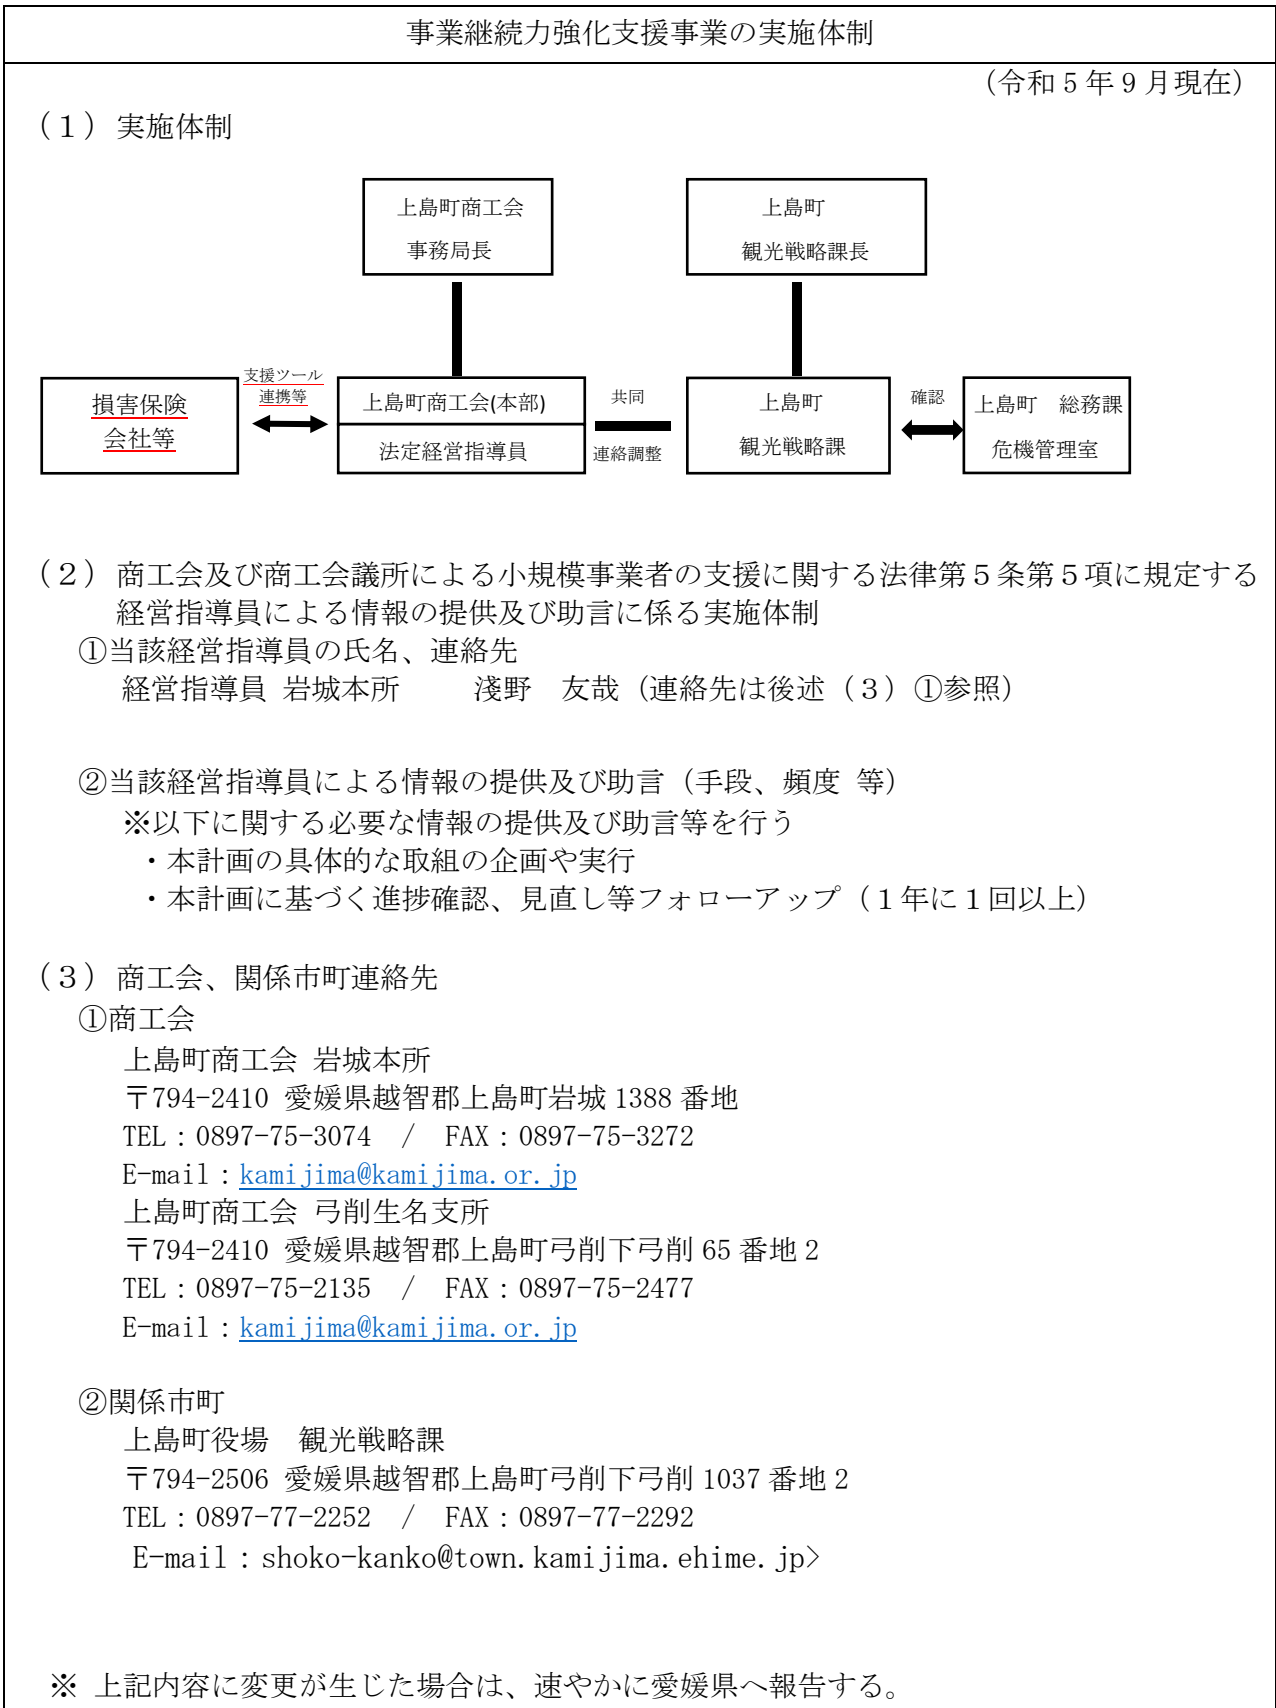 事業継続力強化支援事業の実施体制
（令和5年9月現在）
（１）実施体制
上島町商工会
事務局長
上島町
観光戦略課長
損害保険
会社等
支援ツール
連携等
上島町商工会(本部)
法定経営指導員
共同
連絡調整
上島町
観光戦略課
確認
上島町　総務課
危機管理室
（２）商工会及び商工会議所による小規模事業者の支援に関する法律第５条第５項に規定する
経営指導員による情報の提供及び助言に係る実施体制
①当該経営指導員の氏名、連絡先
経営指導員 岩城本所　　淺野　友哉（連絡先は後述（３）①参照）
②当該経営指導員による情報の提供及び助言（手段、頻度 等）
※以下に関する必要な情報の提供及び助言等を行う
・本計画の具体的な取組の企画や実行
・本計画に基づく進捗確認、見直し等フォローアップ（１年に１回以上）
（３）商工会、関係市町連絡先
①商工会
上島町商工会 岩城本所
〒794-2410 愛媛県越智郡上島町岩城 1388 番地
TEL：0897-75-3074 / FAX：0897-75-3272
E-mail：kamijima@kamijima.or.jp
上島町商工会 弓削生名支所
〒794-2410 愛媛県越智郡上島町弓削下弓削 65 番地 2
TEL：0897-75-2135 / FAX：0897-75-2477
E-mail：kamijima@kamijima.or.jp
②関係市町
上島町役場　観光戦略課
〒794-2506 愛媛県越智郡上島町弓削下弓削 1037 番地 2
TEL：0897-77-2252 / FAX：0897-77-2292
E-mail：shoko-kanko@town.kamijima.ehime.jp>
※ 上記内容に変更が生じた場合は、速やかに愛媛県へ報告する。